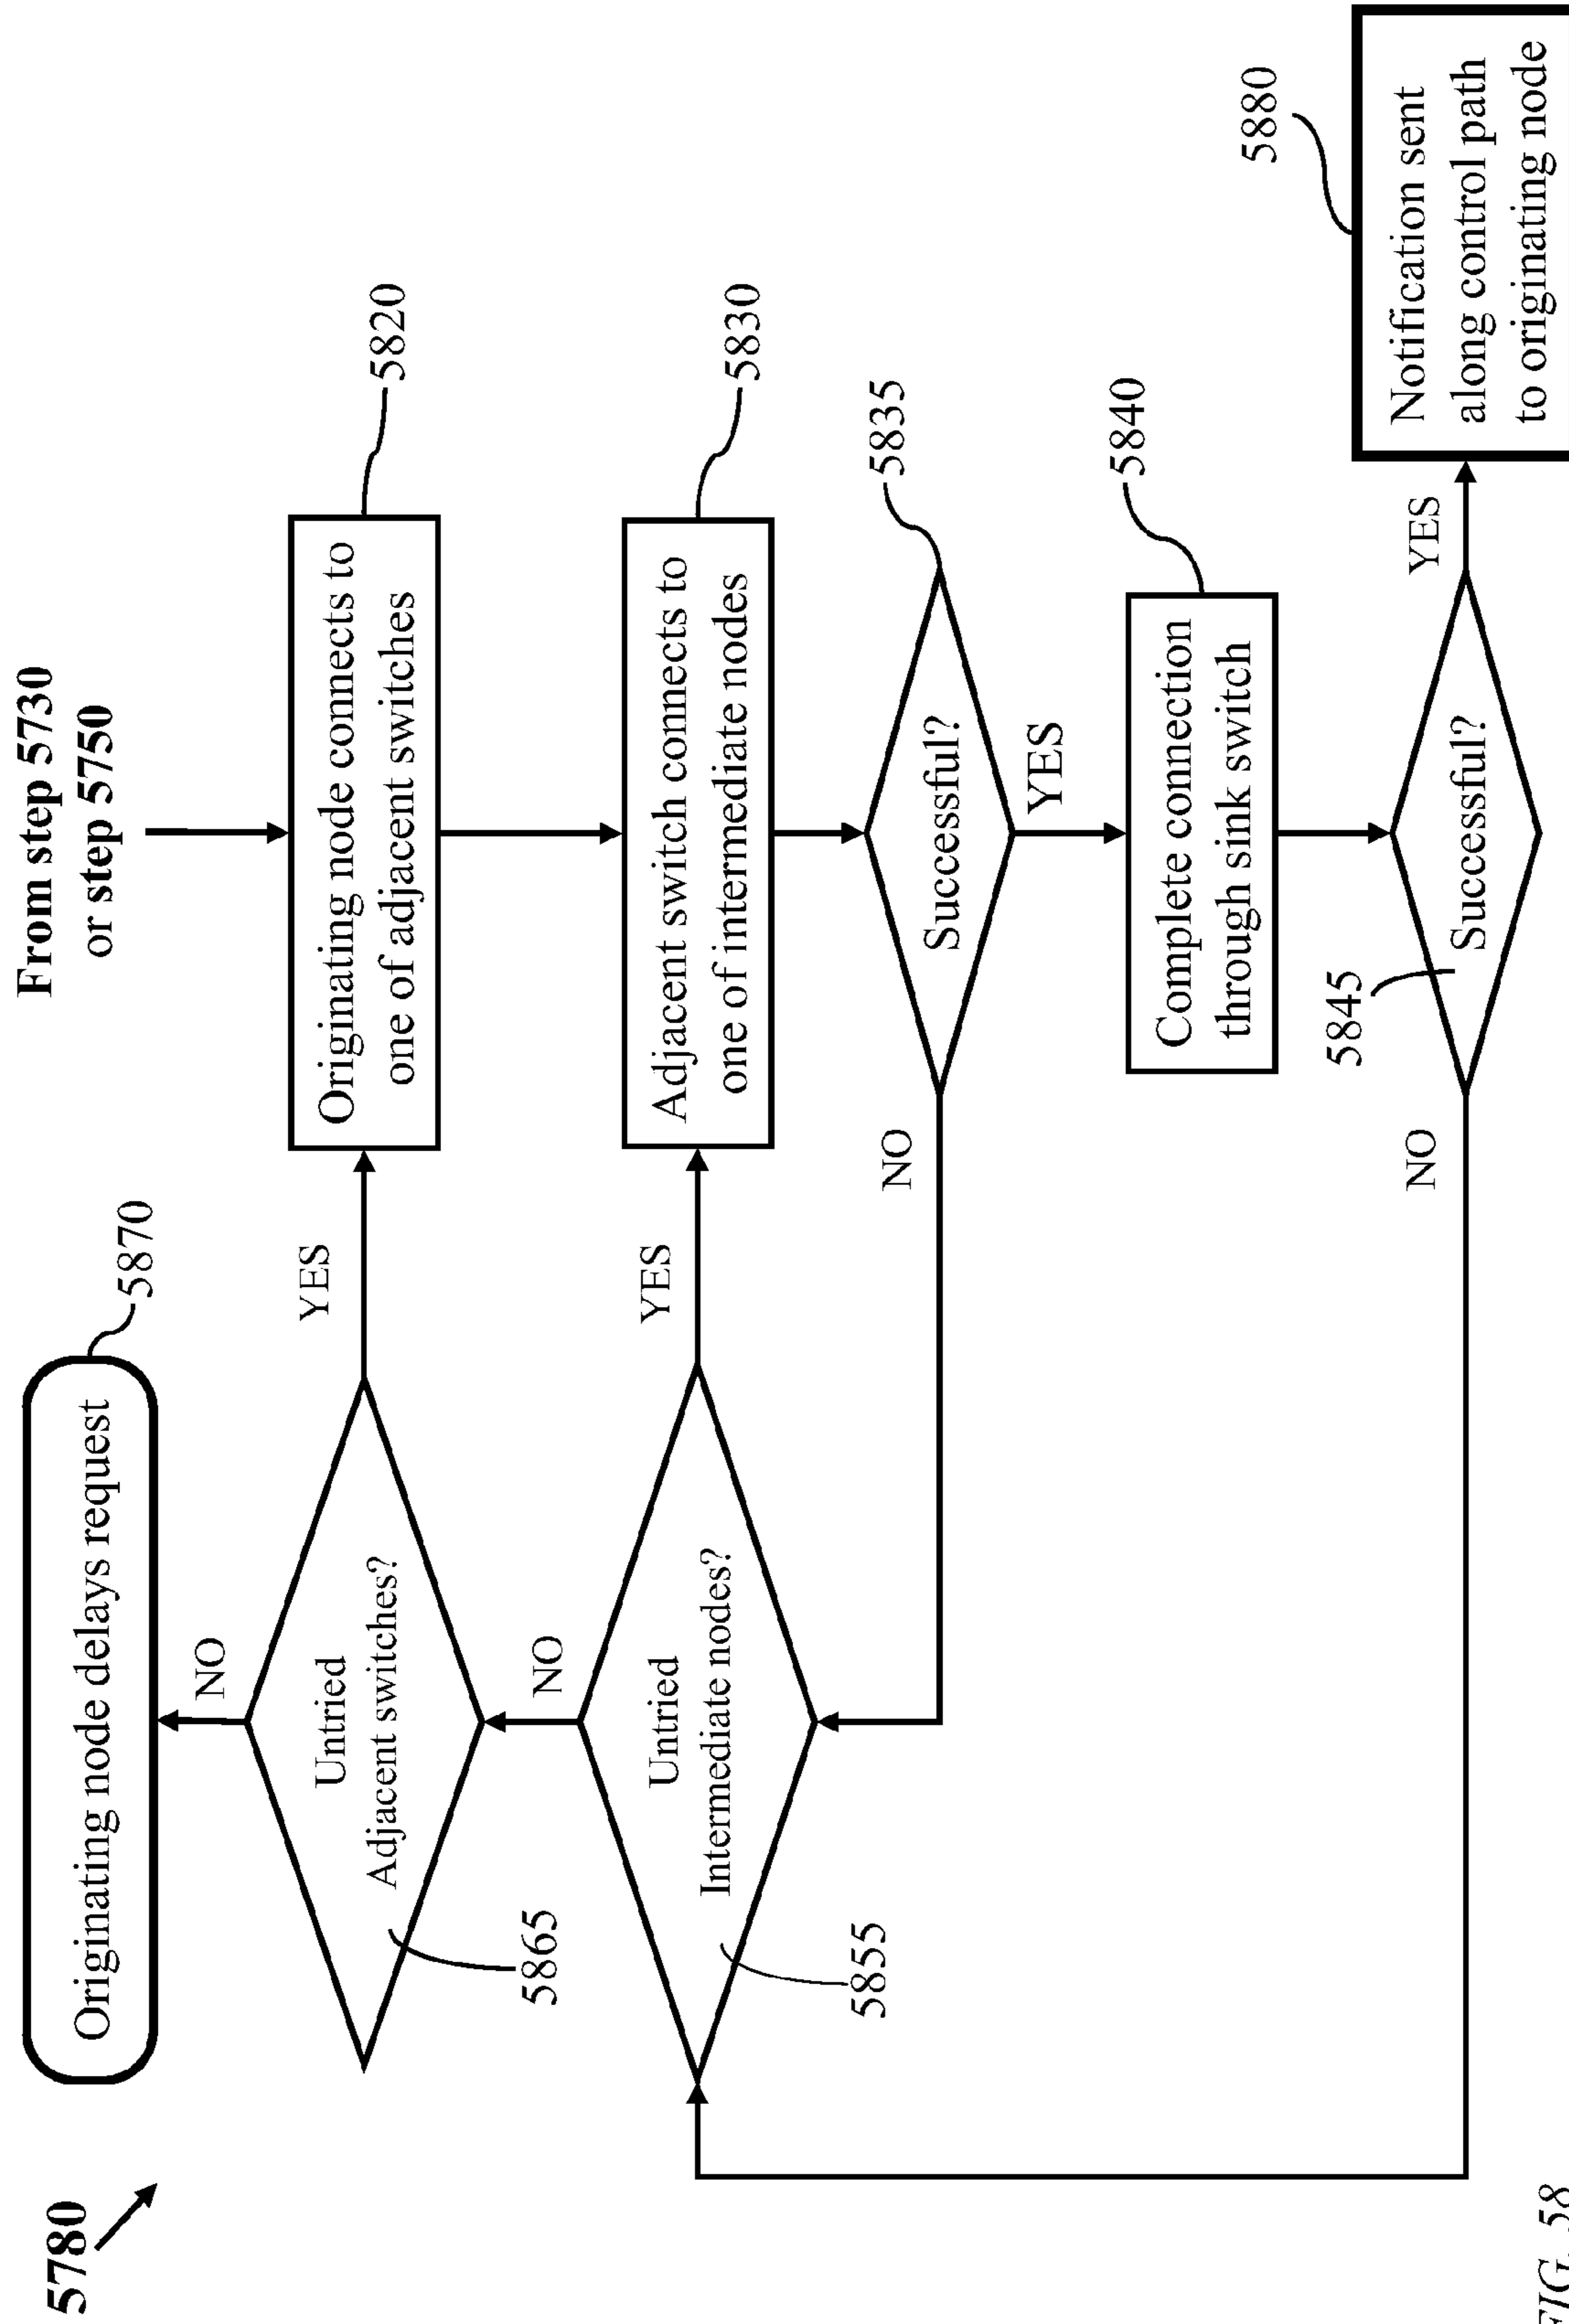 5780
From step 5730
or step 5750
Originating node delays request
5870
NO
Untried
Adjacent switches?
5865
YES
Originating node connects to
one of adjacent switches
5820
NO
Untried
Intermediate nodes?
5855
YES
Adjacent switch connects to
one of intermediate nodes
5830
NO
Successful?
5835
YES
Complete connection
through sink switch
5840
5845
NO
Successful?
YES
Notification sent
along control path
to originating node
5880
FIG. 58